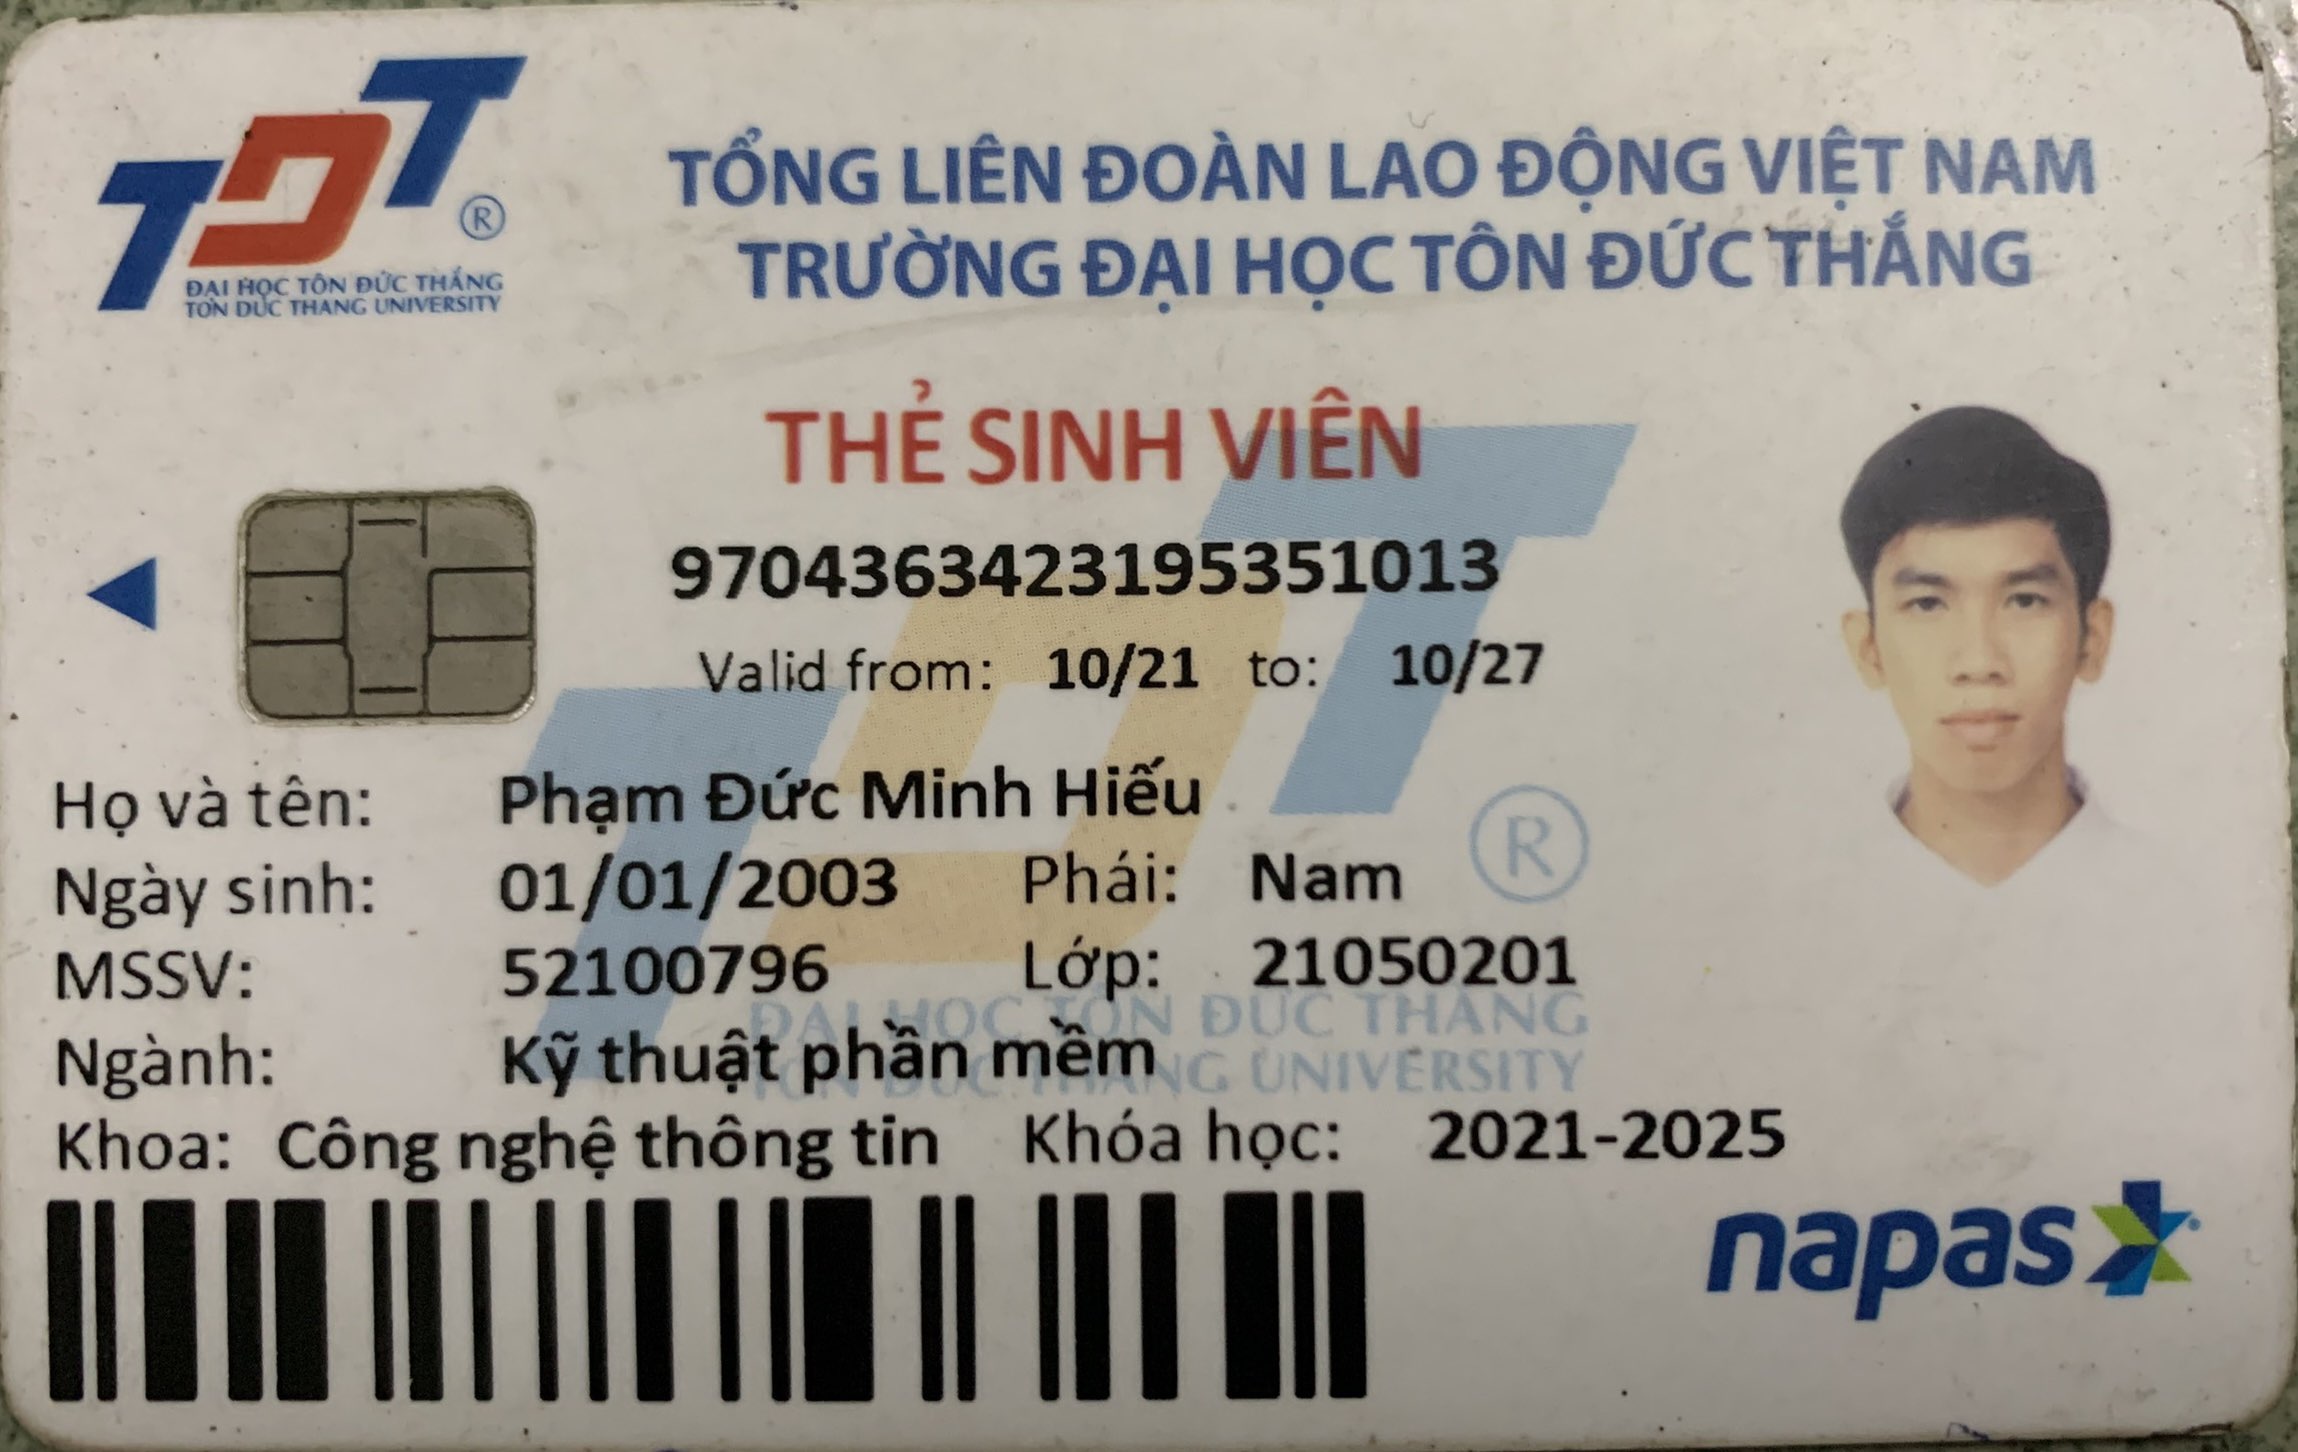 TDT®
ĐẠI HỌC TÔN ĐỨC THẮNG
TON DUC THANG UNIVERSITY
TỔNG LIÊN ĐOÀN LAO ĐỘNG VIỆT NAM
TRƯỜNG ĐẠI HỌC TÔN ĐỨC THẮNG
THẺ SINH VIÊN
9704363423195351013
Valid from: 10/21 to: 10/27
Họ và tên: Phạm Đức Minh Hiếu
Ngày sinh: 01/01/2003 Phái: Nam
MSSV: 52100796 Lớp: 21050201
ĐẠI HỌC TÔN ĐỨC THẮNG
Ngành: Kỹ thuật phần mềm
TON DUC THANG UNIVERSITY
Khoa: Công nghệ thông tin Khóa học: 2021-2025
napas